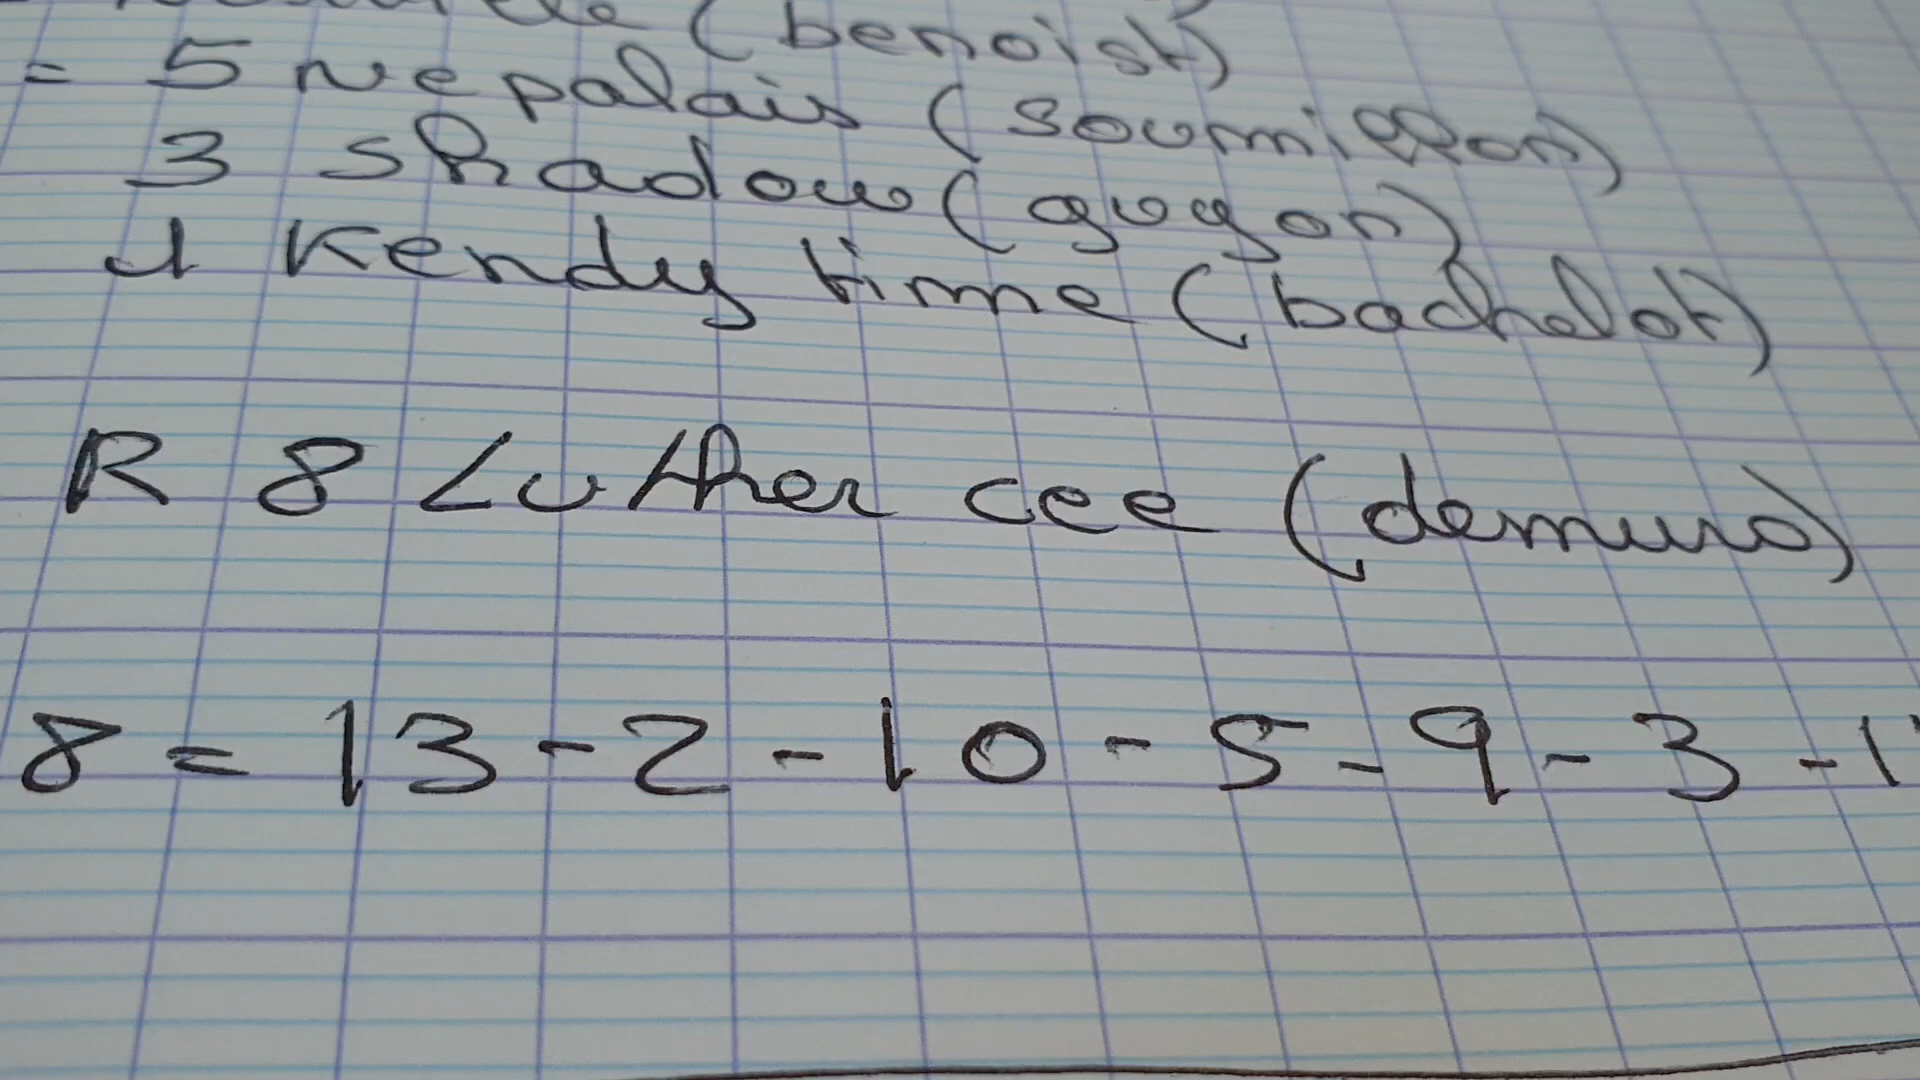 (benoist)
= 5 nepalais (soumillon)
3 shadow (guyon)
1 Kendy time (bachelot)
R 8 Luther cee (demuro)
8 = 13 - 2 - 10 - 5 - 9 - 3 - 1